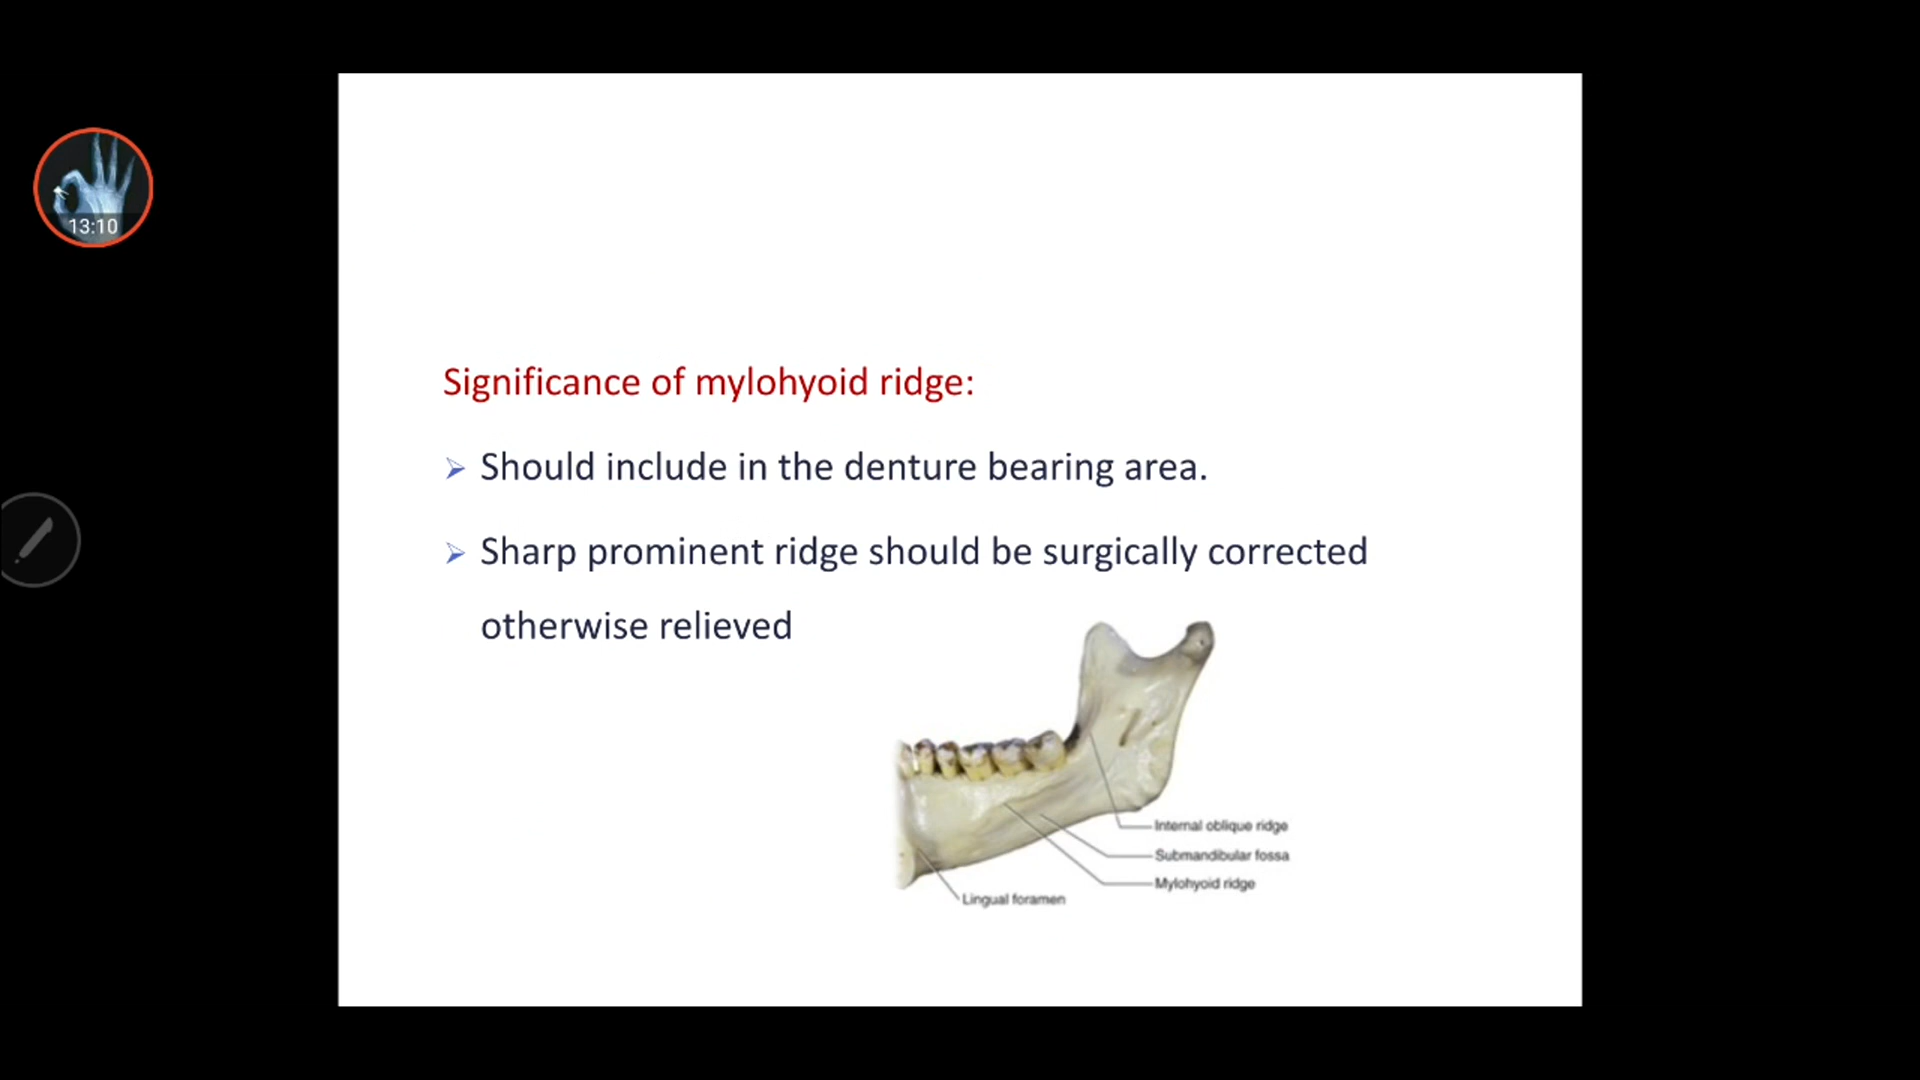 13:10
Significance of mylohyoid ridge:
Should include in the denture bearing area.
Sharp prominent ridge should be surgically corrected
otherwise relieved
Internal oblique ridge
Submandibular fossa
Mylohyoid ridge
Lingual foramen